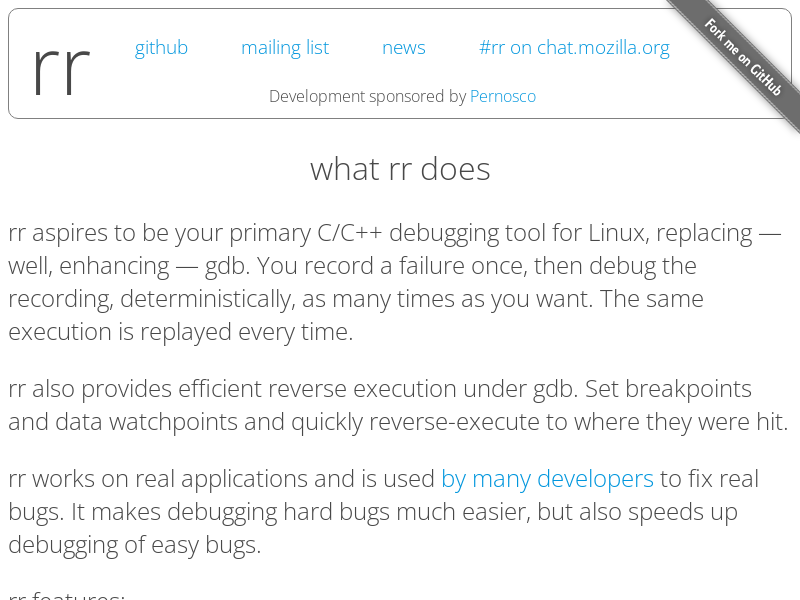 rr
github mailing list news #rr on chat.mozilla.org
Development sponsored by Pernosco
Fork me on GitHub
what rr does
rr aspires to be your primary C/C++ debugging tool for Linux, replacing —
well, enhancing — gdb. You record a failure once, then debug the
recording, deterministically, as many times as you want. The same
execution is replayed every time.
rr also provides efficient reverse execution under gdb. Set breakpoints
and data watchpoints and quickly reverse-execute to where they were hit.
rr works on real applications and is used by many developers to fix real
bugs. It makes debugging hard bugs much easier, but also speeds up
debugging of easy bugs.
rr features: